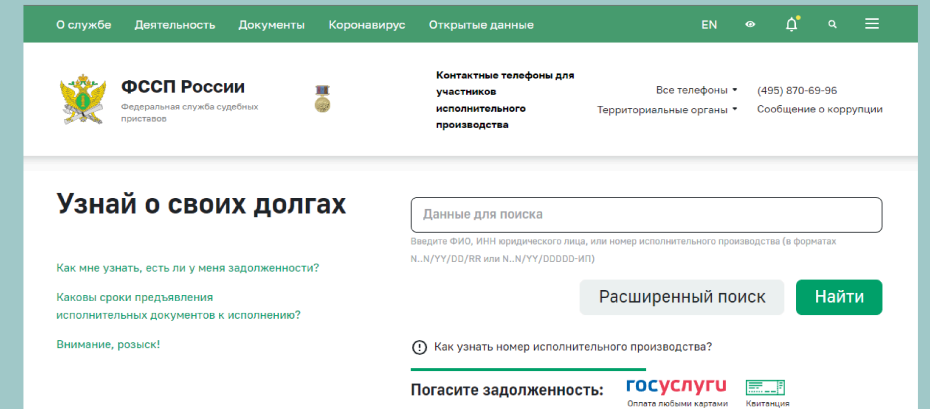 О службе Деятельность Документы Коронавирус Открытые данные EN
ФССП России
Федеральная служба судебных
приставов
Контактные телефоны для
участников
исполнительного
производства
Все телефоны
Территориальные органы
(495) 870-69-96
Сообщение о коррупции
Узнай о своих долгах
Как мне узнать, есть ли у меня задолженности?
Каковы сроки предъявления
исполнительных документов к исполнению?
Внимание, розыск!
Данные для поиска
Введите ФИО, ИНН юридического лица, или номер исполнительного производства (в форматах
N..N/YY/DD/RR или N..N/YY/DDDDD-ИП)
Расширенный поиск
Найти
Как узнать номер исполнительного производства?
Погасите задолженность:
госуслуги
Оплата любыми картами
Квитанция